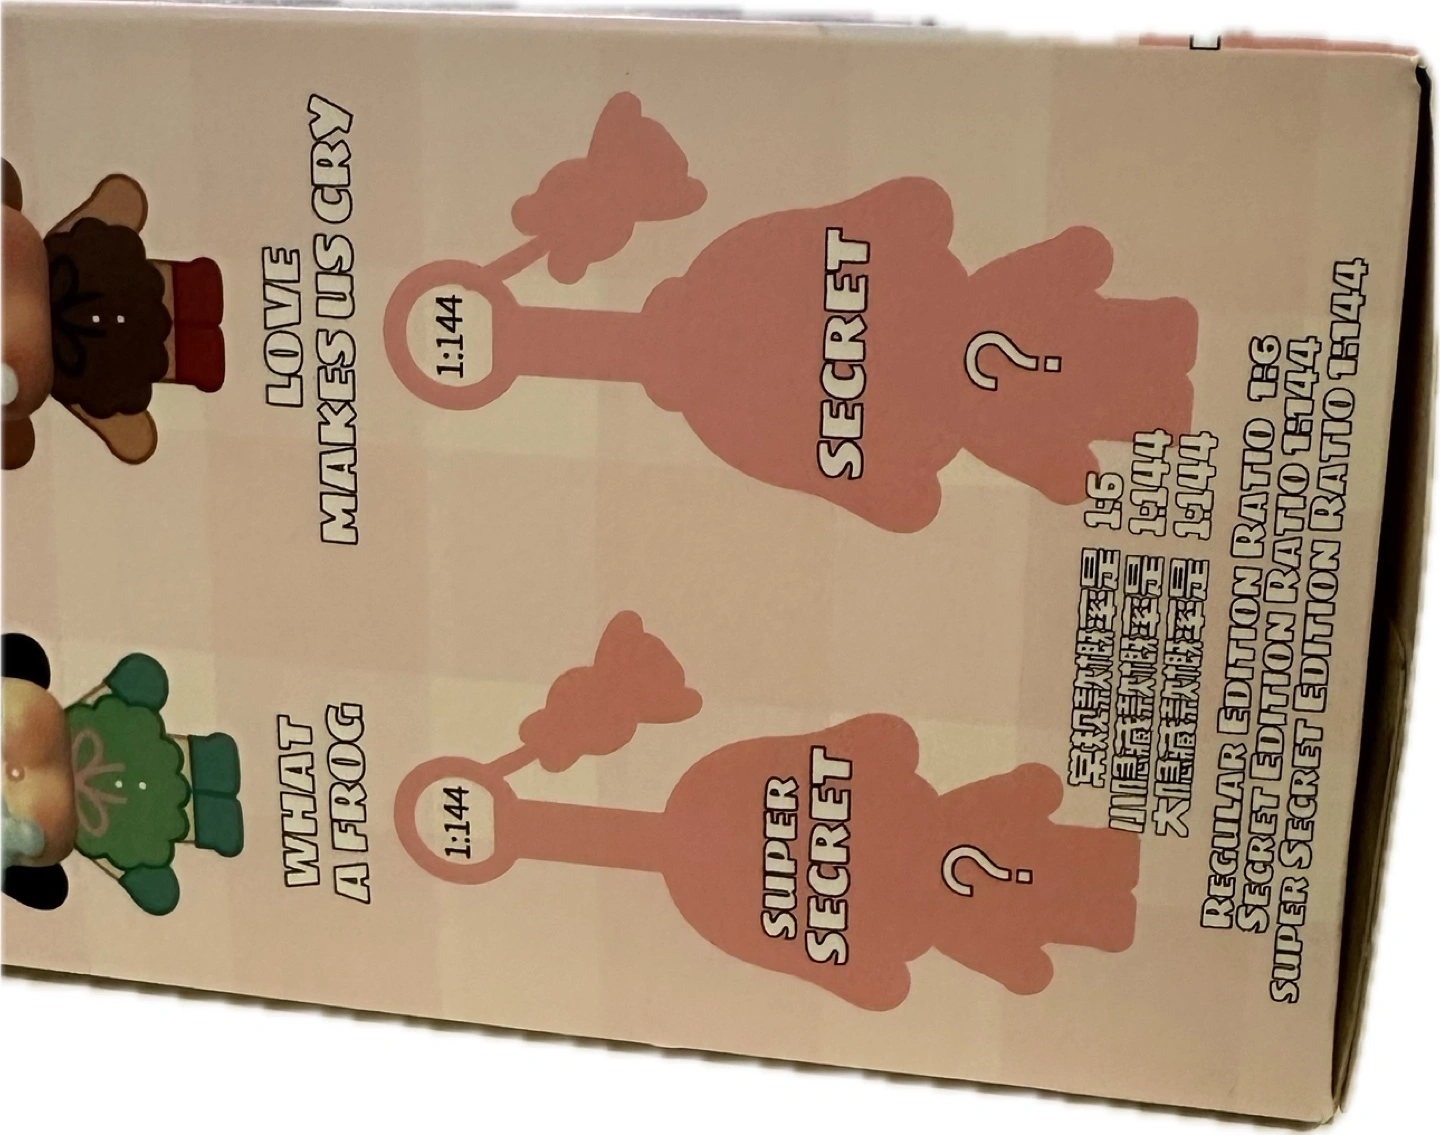 WHAT
A FROG
LOVE
MAKES US CRY
1:144
1:144
SUPER
SECRET
?
SECRET
?
常规款概率是 1:6
小隐藏款概率是 1:144
大隐藏款概率是 1:144
REGULAR EDITION RATIO 1:6
SECRET EDITION RATIO 1:144
SUPER SECRET EDITION RATIO 1:144